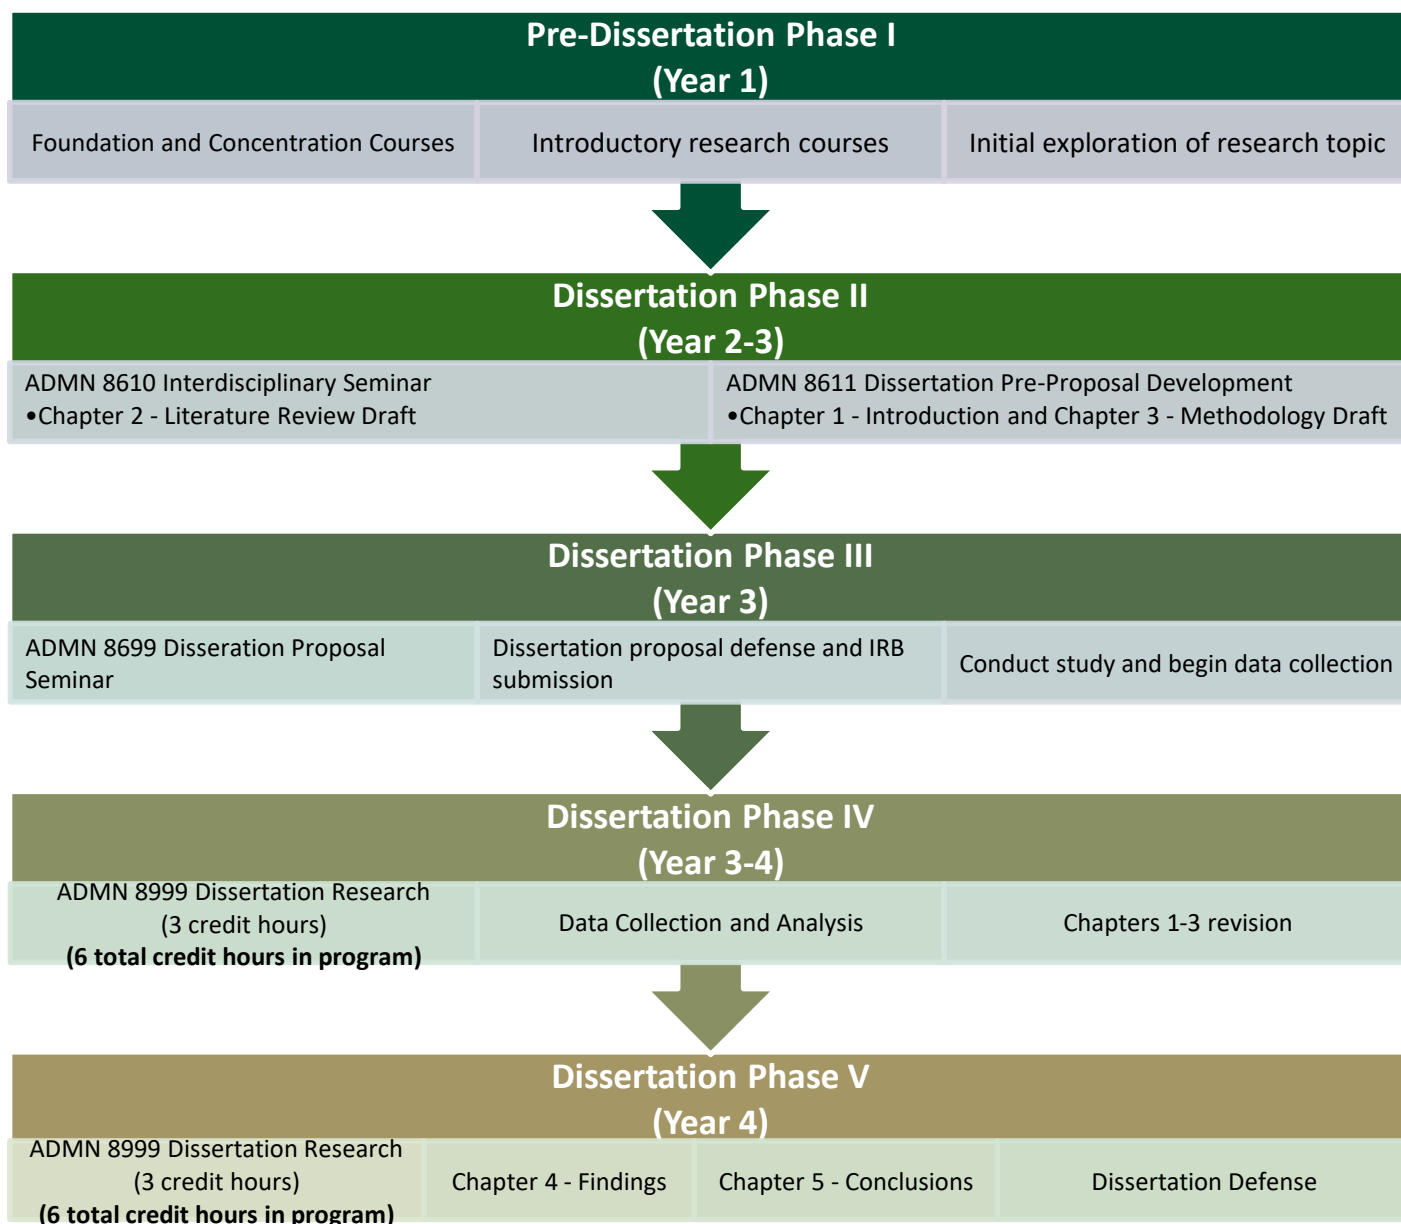 Pre-Dissertation Phase I
(Year 1)
Foundation and Concentration Courses
Introductory research courses
Initial exploration of research topic
Dissertation Phase II
(Year 2-3)
ADMN 8610 Interdisciplinary Seminar
•Chapter 2 - Literature Review Draft
ADMN 8611 Dissertation Pre-Proposal Development
•Chapter 1 - Introduction and Chapter 3 - Methodology Draft
Dissertation Phase III
(Year 3)
ADMN 8699 Disseration Proposal
Seminar
Dissertation proposal defense and IRB
submission
Conduct study and begin data collection
Dissertation Phase IV
(Year 3-4)
ADMN 8999 Dissertation Research
(3 credit hours)
(6 total credit hours in program)
Data Collection and Analysis
Chapters 1-3 revision
Dissertation Phase V
(Year 4)
ADMN 8999 Dissertation Research
(3 credit hours)
(6 total credit hours in program)
Chapter 4 - Findings
Chapter 5 - Conclusions
Dissertation Defense